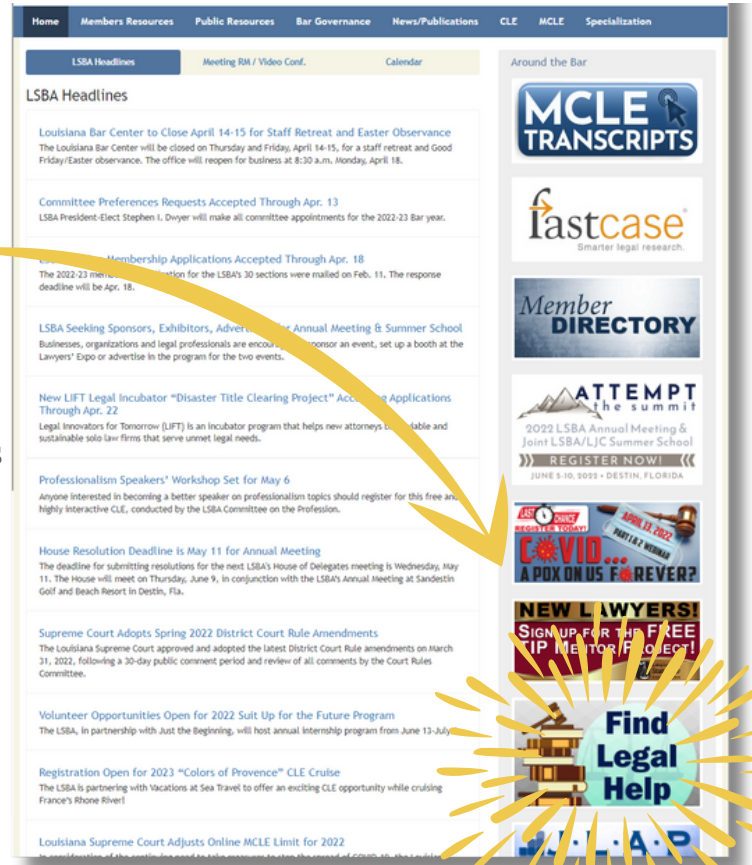 Home Members Resources Public Resources Bar Governance News/Publications CLE MCLE Specialization
LSBA Headlines Meeting RM / Video Conf. Calendar
LSBA Headlines
Louisiana Bar Center to Close April 14-15 for Staff Retreat and Easter Observance
The Louisiana Bar Center will be closed on Thursday and Friday, April 14-15, for a staff retreat and Good
Friday/Easter observance. The office will reopen for business at 8:30 a.m. Monday, April 18.
Committee Preferences Requests Accepted Through Apr. 13
LSBA President-Elect Stephen I. Dwyer will make all committee appointments for the 2022-23 Bar year.
Membership Applications Accepted Through Apr. 18
The 2022-23 for the LSBA's 30 sections were mailed on Feb. 11. The response
deadline will be Apr. 18.
LSBA Seeking Sponsors, Exhibitors, Annual Meeting & Summer School
Businesses, organizations and legal professionals are sponsor an event, set up a booth at the
Lawyers' Expo or advertise in the program for the two events.
New LIFT Legal Incubator "Disaster Title Clearing Project" Applications
Through Apr. 22
Legal Innovators for Tomorrow (LIFT) is an incubator program that helps new attorneys and
sustainable solo law firms that serve unmet legal needs.
S
Professionalism Speakers' Workshop Set for May 6
Anyone interested in becoming a better speaker on professionalism topics should register for this free and
highly interactive CLE, conducted by the LSBA Committee on the Profession.
House Resolution Deadline is May 11 for Annual Meeting
The deadline for submitting resolutions for the next LSBA's House of Delegates meeting is Wednesday, May
11. The House will meet on Thursday, June 9, in conjunction with the LSBA's Annual Meeting at Sandestin
Golf and Beach Resort in Destin, Fla.
Supreme Court Adopts Spring 2022 District Court Rule Amendments
The Louisiana Supreme Court approved and adopted the latest District Court Rule amendments on March
31, 2022, following a 30-day public comment period and review of all comments by the Court Rules
Committee.
Volunteer Opportunities Open for 2022 Suit Up for the Future Program
The LSBA, in partnership with Just the Beginning, will host annual internship program from June 13-July
Registration Open for 2023 "Colors of Provence" CLE Cruise
The LSBA is partnering with Vacations at Sea Travel to offer an exciting CLE opportunity while cruising
France's Rhone River!
Louisiana Supreme Court Adjusts Online MCLE Limit for 2022
Around the Bar
MCLE
TRANSCRIPTS
fastcase
Smarter legal research.
Member
DIRECTORY
ATTEMPT
the summit
2022 LSBA Annual Meeting &
Joint LSBA/LJC Summer School
REGISTER NOW!
JUNE 5-10, 2022 • DESTIN, FLORIDA
LAST CHANCE
REGISTER TODAY!
APRIL 13, 2022
PART 1 & 2 WEBINAR
COVID...
A POX ON US FOREVER?
NEW LAWYERS!
SIGN UP FOR THE FREE
TIP MENTOR PROJECT!
Find
Legal
Help
J·L·A·P